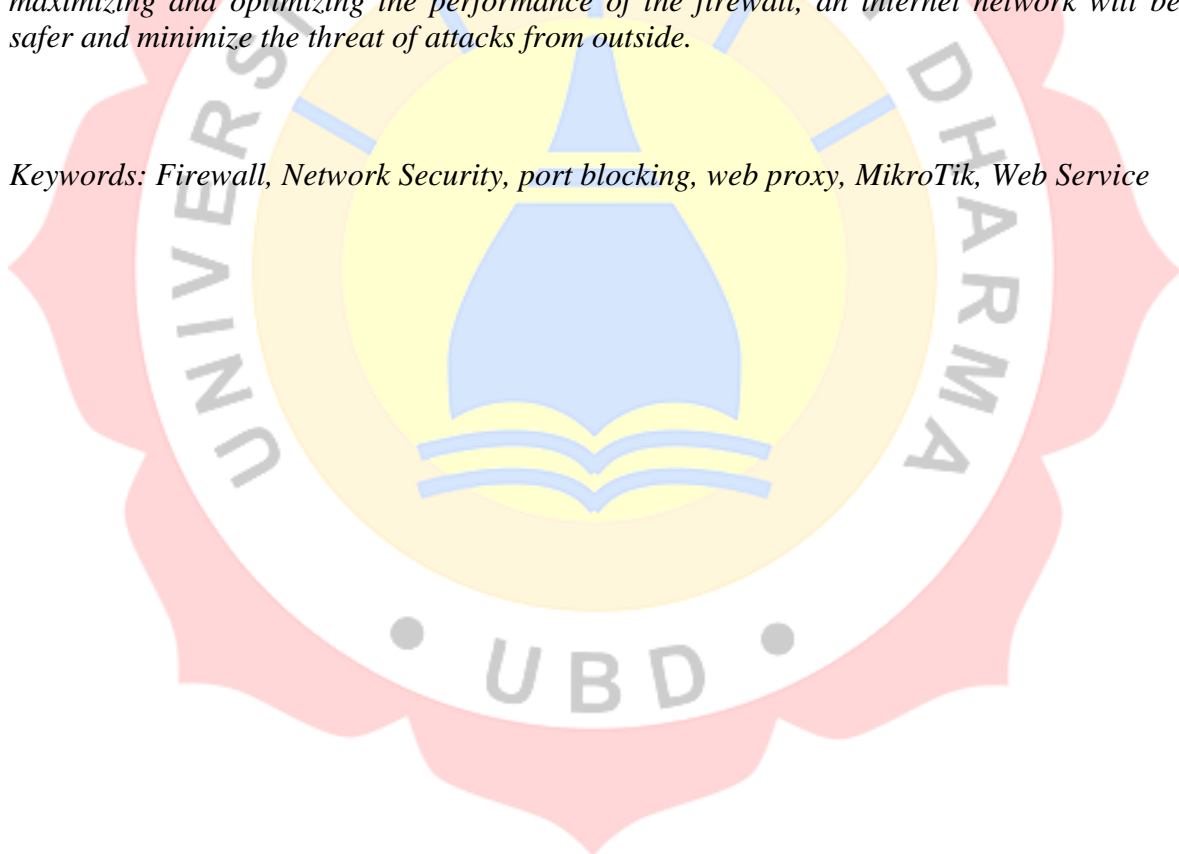 maximizing and optimizing the performance of the firewall, an internet network will be
safer and minimize the threat of attacks from outside.
Keywords: Firewall, Network Security, port blocking, web proxy, MikroTik, Web Service
DHARMA
UBD